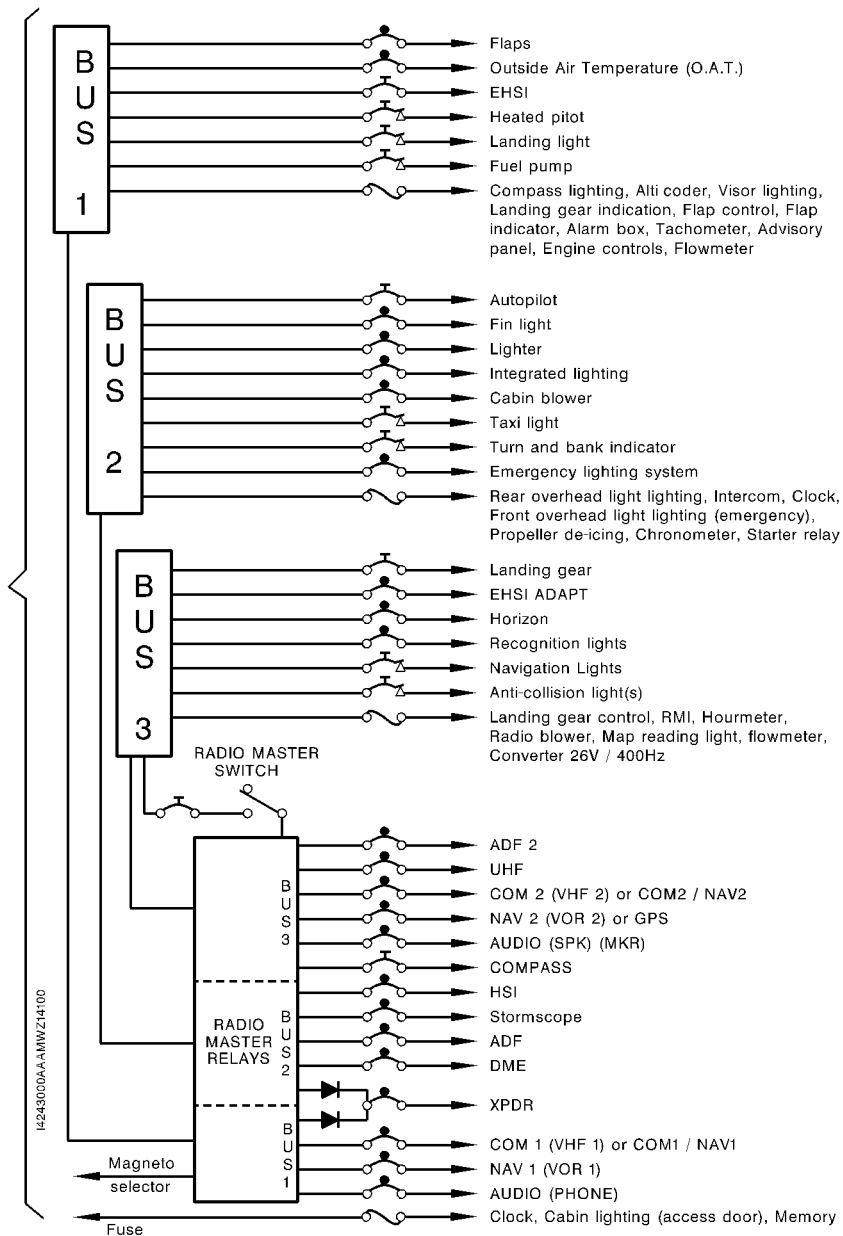 BUS 1
Flaps
Outside Air Temperature (O.A.T.)
EHSI
Heated pitot
Landing light
Fuel pump
Compass lighting, Alti coder, Visor lighting,
Landing gear indication, Flap control, Flap
indicator, Alarm box, Tachometer, Advisory
panel, Engine controls, Flowmeter
BUS 2
Autopilot
Fin light
Lighter
Integrated lighting
Cabin blower
Taxi light
Turn and bank indicator
Emergency lighting system
Rear overhead light lighting, Intercom, Clock,
Front overhead light lighting (emergency),
Propeller de-icing, Chronometer, Starter relay
BUS 3
Landing gear
EHSI ADAPT
Horizon
Recognition lights
Navigation Lights
Anti-collision light(s)
Landing gear control, RMI, Hourmeter,
Radio blower, Map reading light, flowmeter,
Converter 26V / 400Hz
RADIO MASTER
SWITCH
BUS 3
ADF 2
UHF
COM 2 (VHF 2) or COM2 / NAV2
NAV 2 (VOR 2) or GPS
AUDIO (SPK) (MKR)
COMPASS
RADIO
MASTER
RELAYS
BUS 2
HSI
Stormscope
ADF
DME
XPDR
BUS 1
COM 1 (VHF 1) or COM1 / NAV1
NAV 1 (VOR 1)
AUDIO (PHONE)
Magneto
selector
Fuse
Clock, Cabin lighting (access door), Memory
I4243000AAAMWZ14100